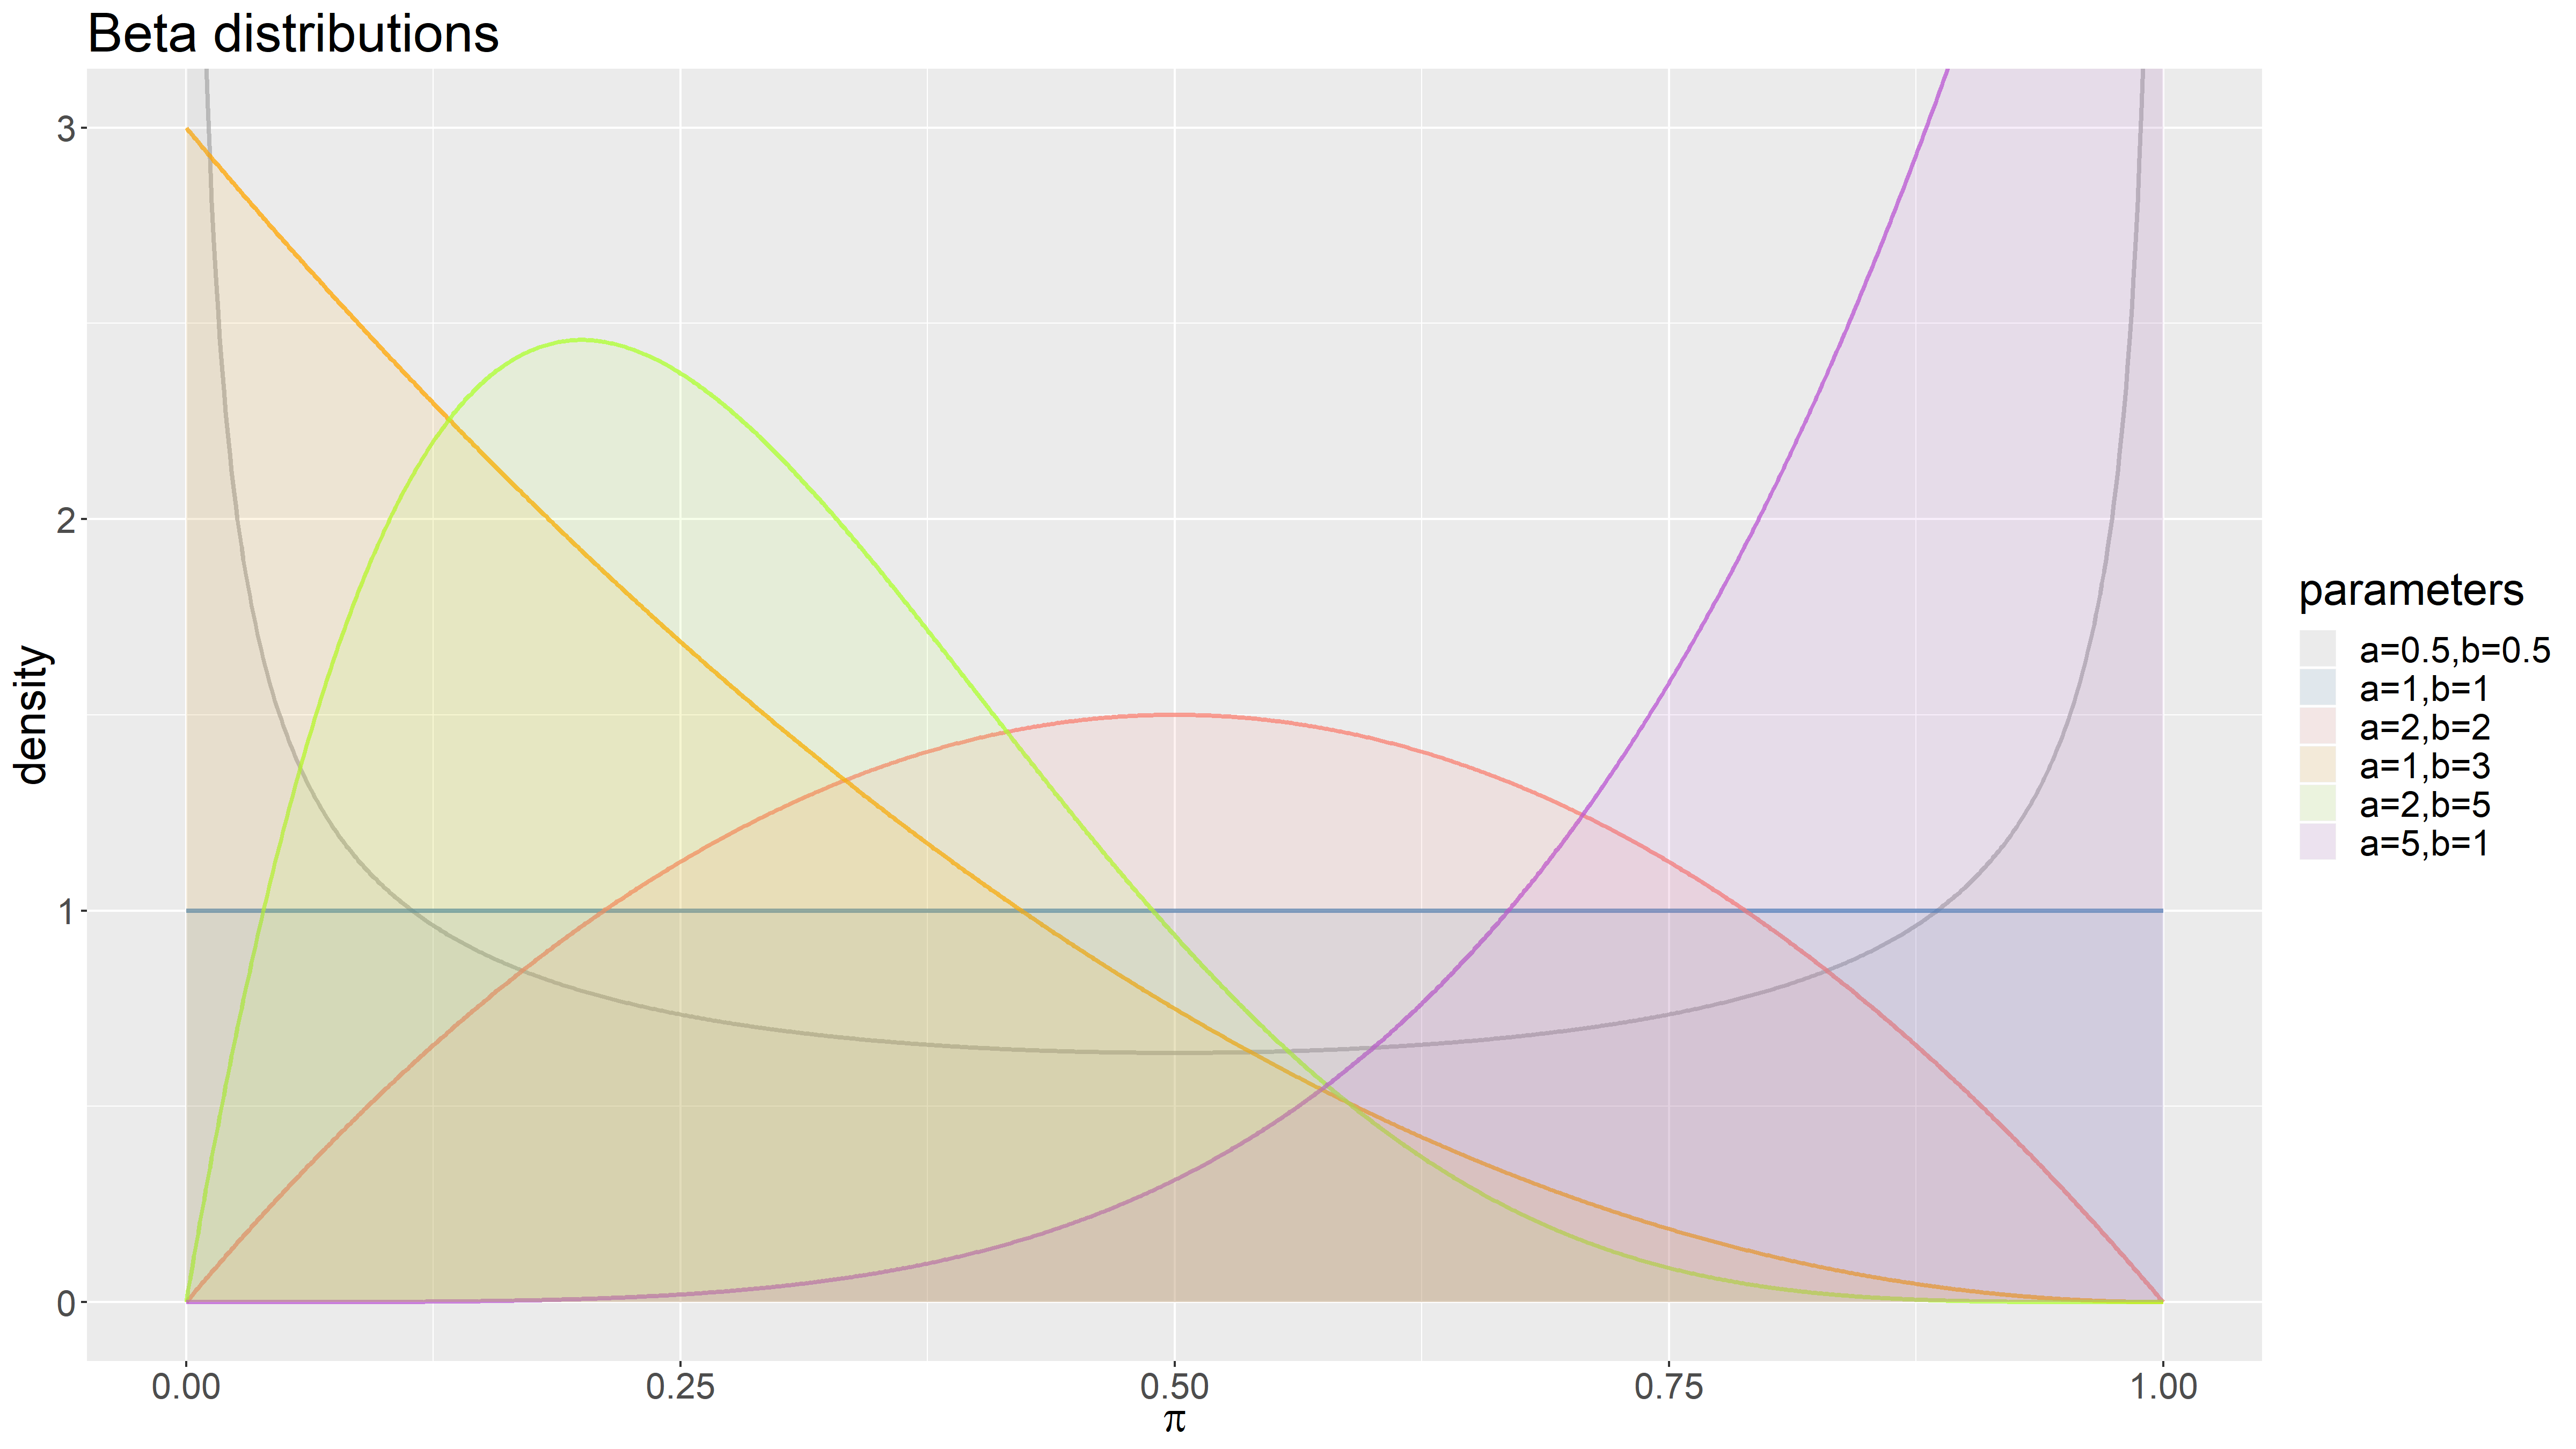 Beta distributions
3
2
1
0
density
0.00 0.25 0.50 0.75 1.00
π
parameters
a=0.5,b=0.5
a=1,b=1
a=2,b=2
a=1,b=3
a=2,b=5
a=5,b=1